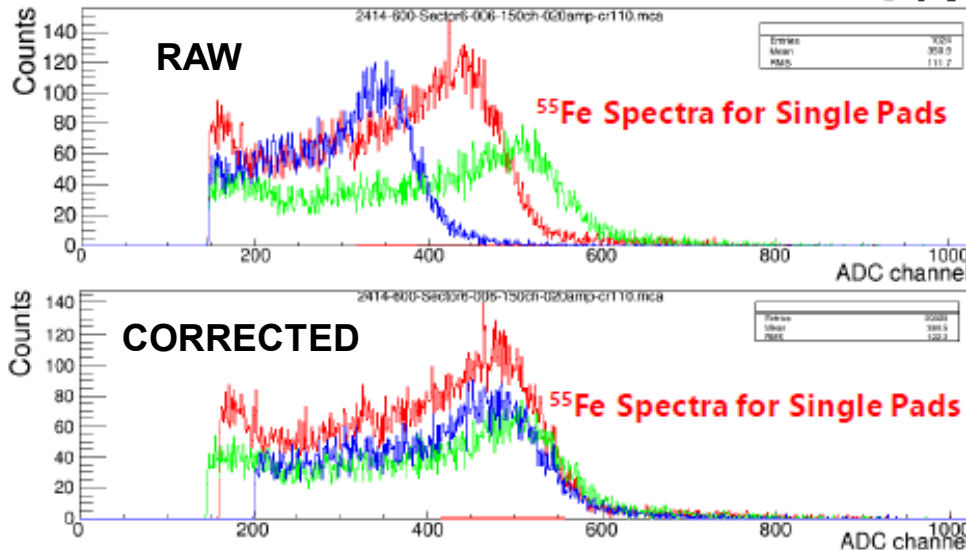 2414-600-Sector6-006-150ch-020amp-cr110.mca
Counts
140
120
100
80
60
40
20
0
RAW
Entries 1024
Mean
RMS 111.7
⁵⁵Fe Spectra for Single Pads
0 200 400 600 800 1000
ADC channel
2414-600-Sector6-006-150ch-020amp-cr110.mca
Counts
140
120
100
80
60
40
20
0
CORRECTED
Entries
Mean
RMS
⁵⁵Fe Spectra for Single Pads
0 200 400 600 800 1000
ADC channel